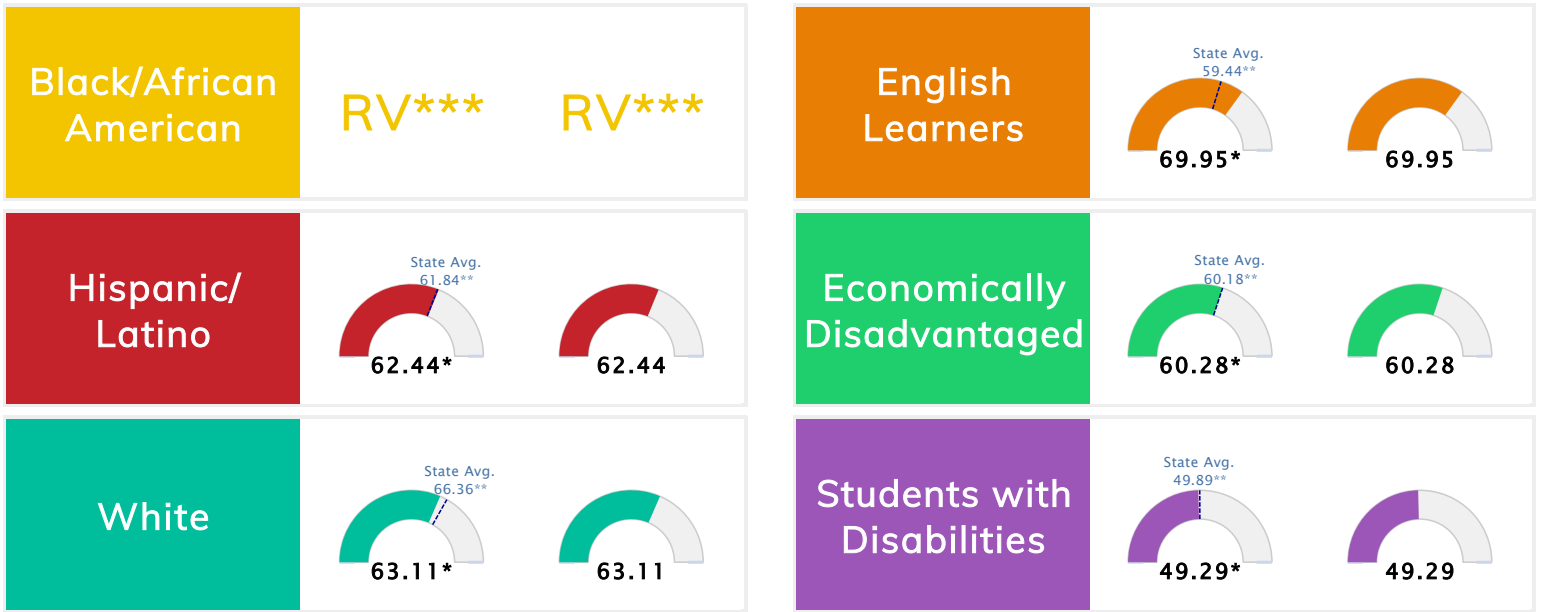 Black/African
American
RV***
RV***
English
Learners
State Avg.
59.44**
69.95*
69.95
Hispanic/
Latino
State Avg.
61.84**
62.44*
62.44
Economically
Disadvantaged
State Avg.
60.18**
60.28*
60.28
White
State Avg.
66.36**
63.11*
63.11
Students with
Disabilities
State Avg.
49.89**
49.29*
49.29